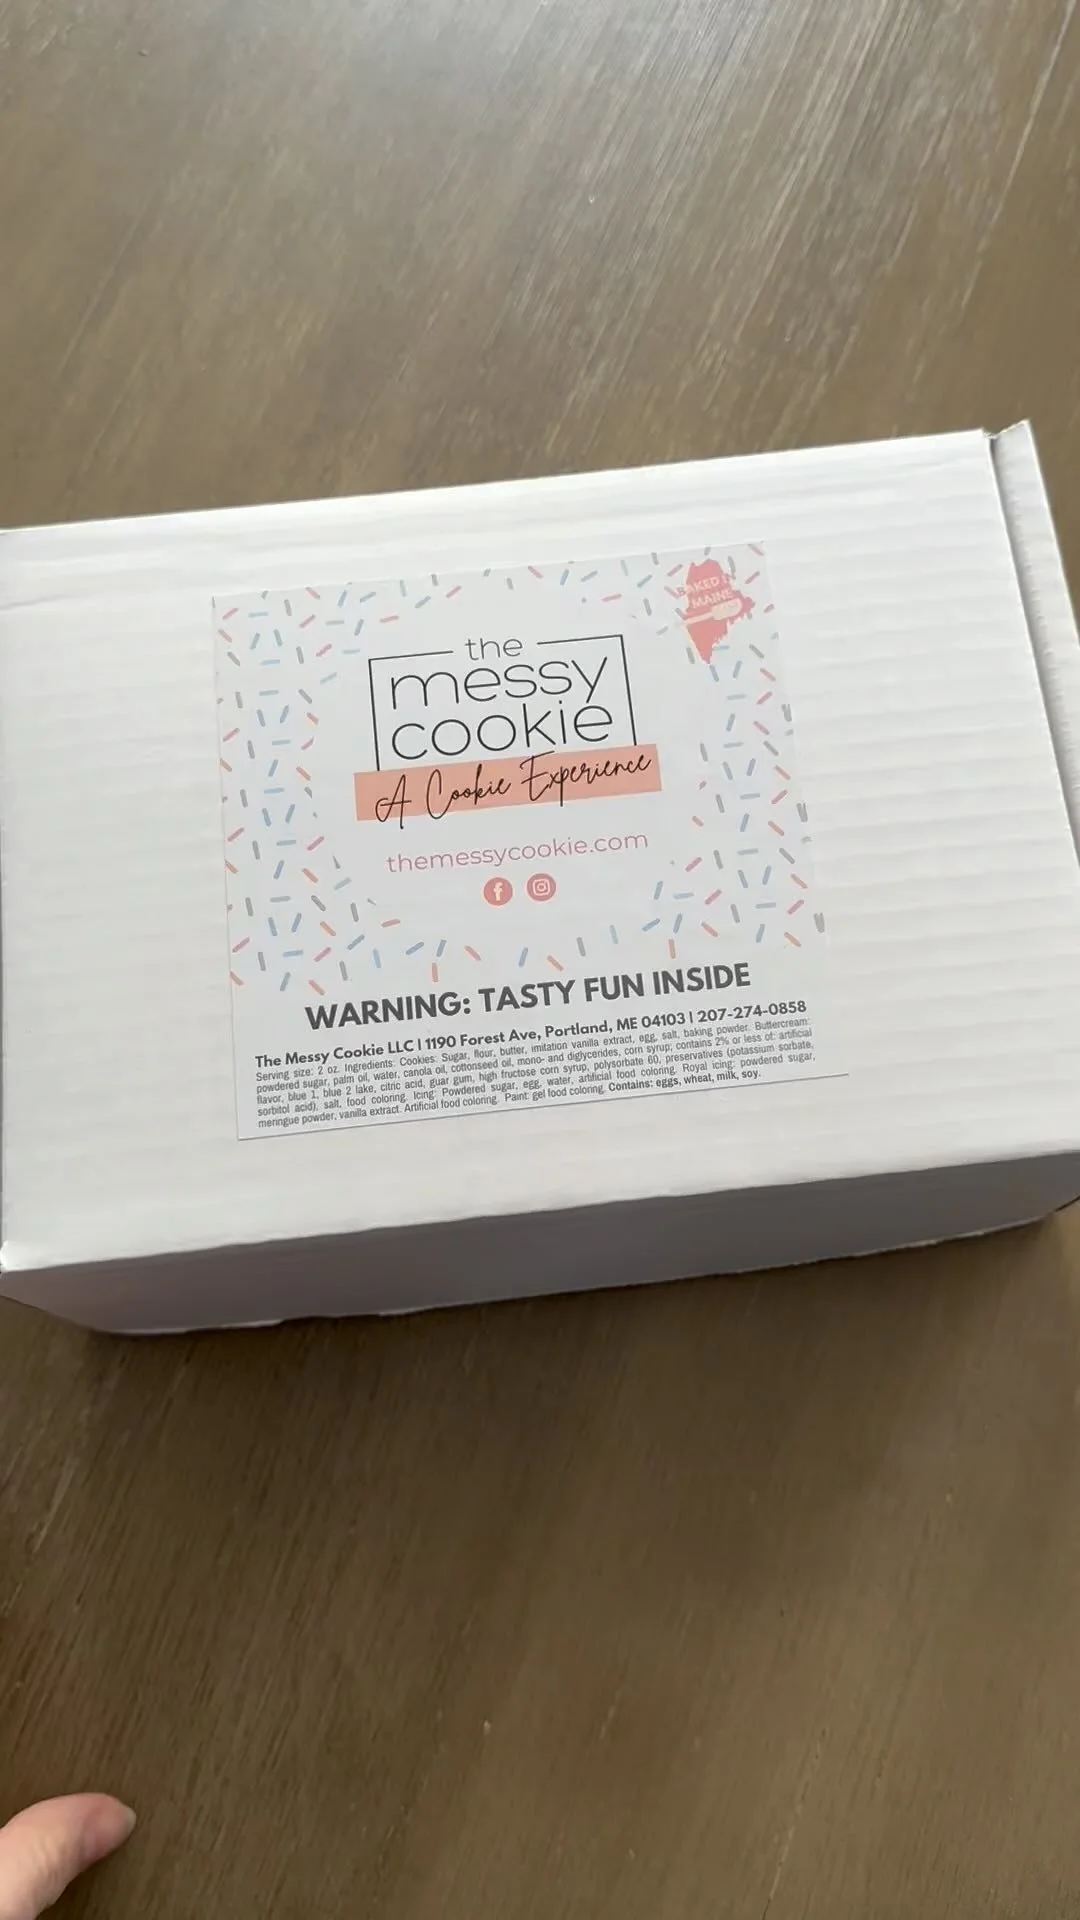 BAKED IN
MAINE
the
messy
cookie
A Cookie Experience
themessycookie.com
WARNING: TASTY FUN INSIDE
The Messy Cookie LLC | 1190 Forest Ave, Portland, ME 04103 | 207-274-0858
Serving size: 2 oz. Ingredients: Cookies: Sugar, flour, butter, imitation vanilla extract, egg, salt, baking powder. Buttercream:
powdered sugar, palm oil, water, canola oil, cottonseed oil, mono- and diglycerides, corn syrup; contains 2% or less of: artificial
flavor, blue 1, blue 2 lake, citric acid, guar gum, high fructose corn syrup, polysorbate 60, preservatives (potassium sorbate,
sorbitol acid), salt, food coloring. Icing: Powdered sugar, egg, water, artificial food coloring. Royal icing: powdered sugar,
meringue powder, vanilla extract. Artificial food coloring. Paint: gel food coloring. Contains: eggs, wheat, milk, soy.